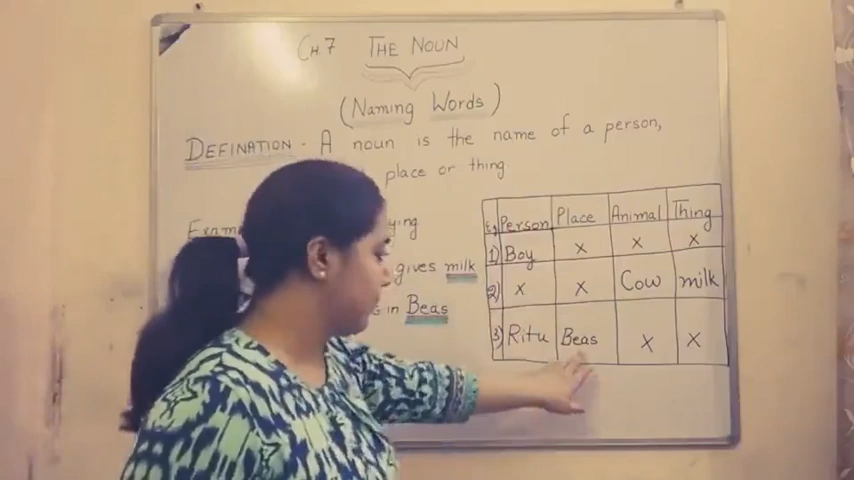 CH.7 THE NOUN
(Naming Words)
DEFINATION - A noun is the name of a person,
place or thing.
gives milk
in Beas
Eg Person Place Animal Thing
1) Boy x x x
2) x x Cow milk
3) Ritu Beas x x